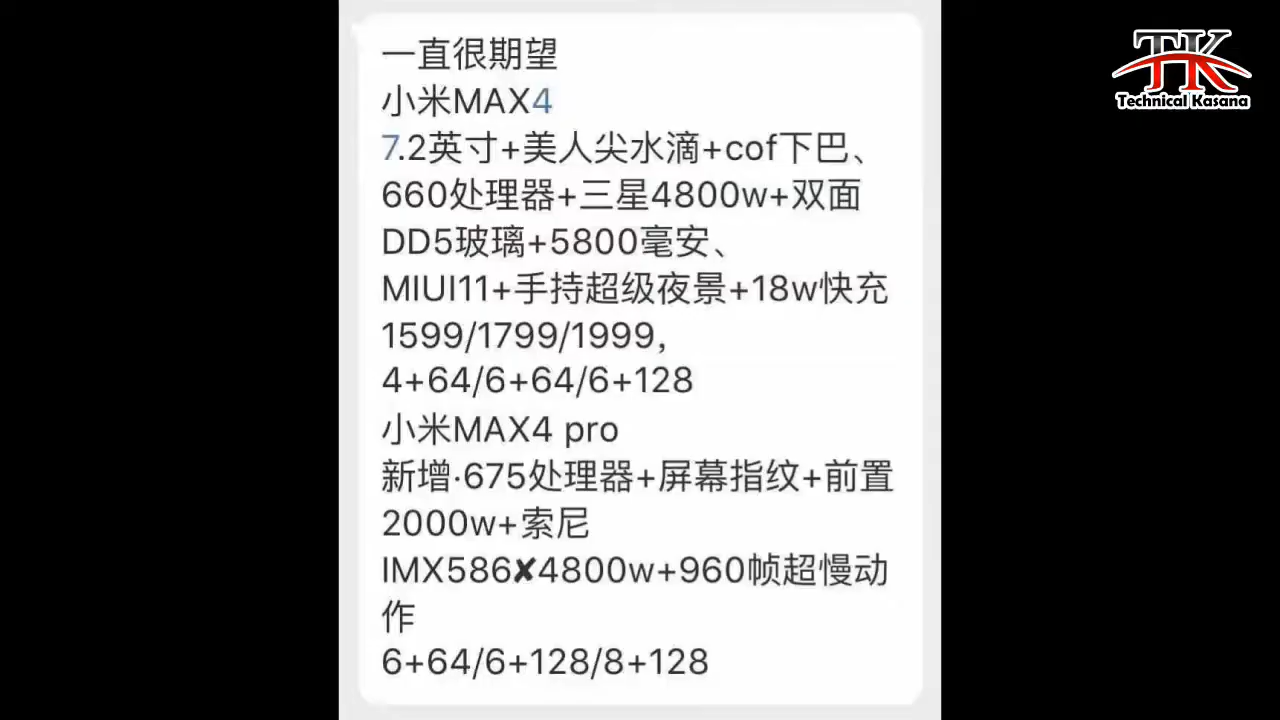 一直很期望
小米MAX4
7.2英寸+美人尖水滴+cof下巴、
660处理器+三星4800w+双面
DD5玻璃+5800毫安、
MIUI11+手持超级夜景+18w快充
1599/1799/1999，
4+64/6+64/6+128
小米MAX4 pro
新增·675处理器+屏幕指纹+前置
2000w+索尼
IMX586✘4800w+960帧超慢动
作
6+64/6+128/8+128
TK
Technical Kasana